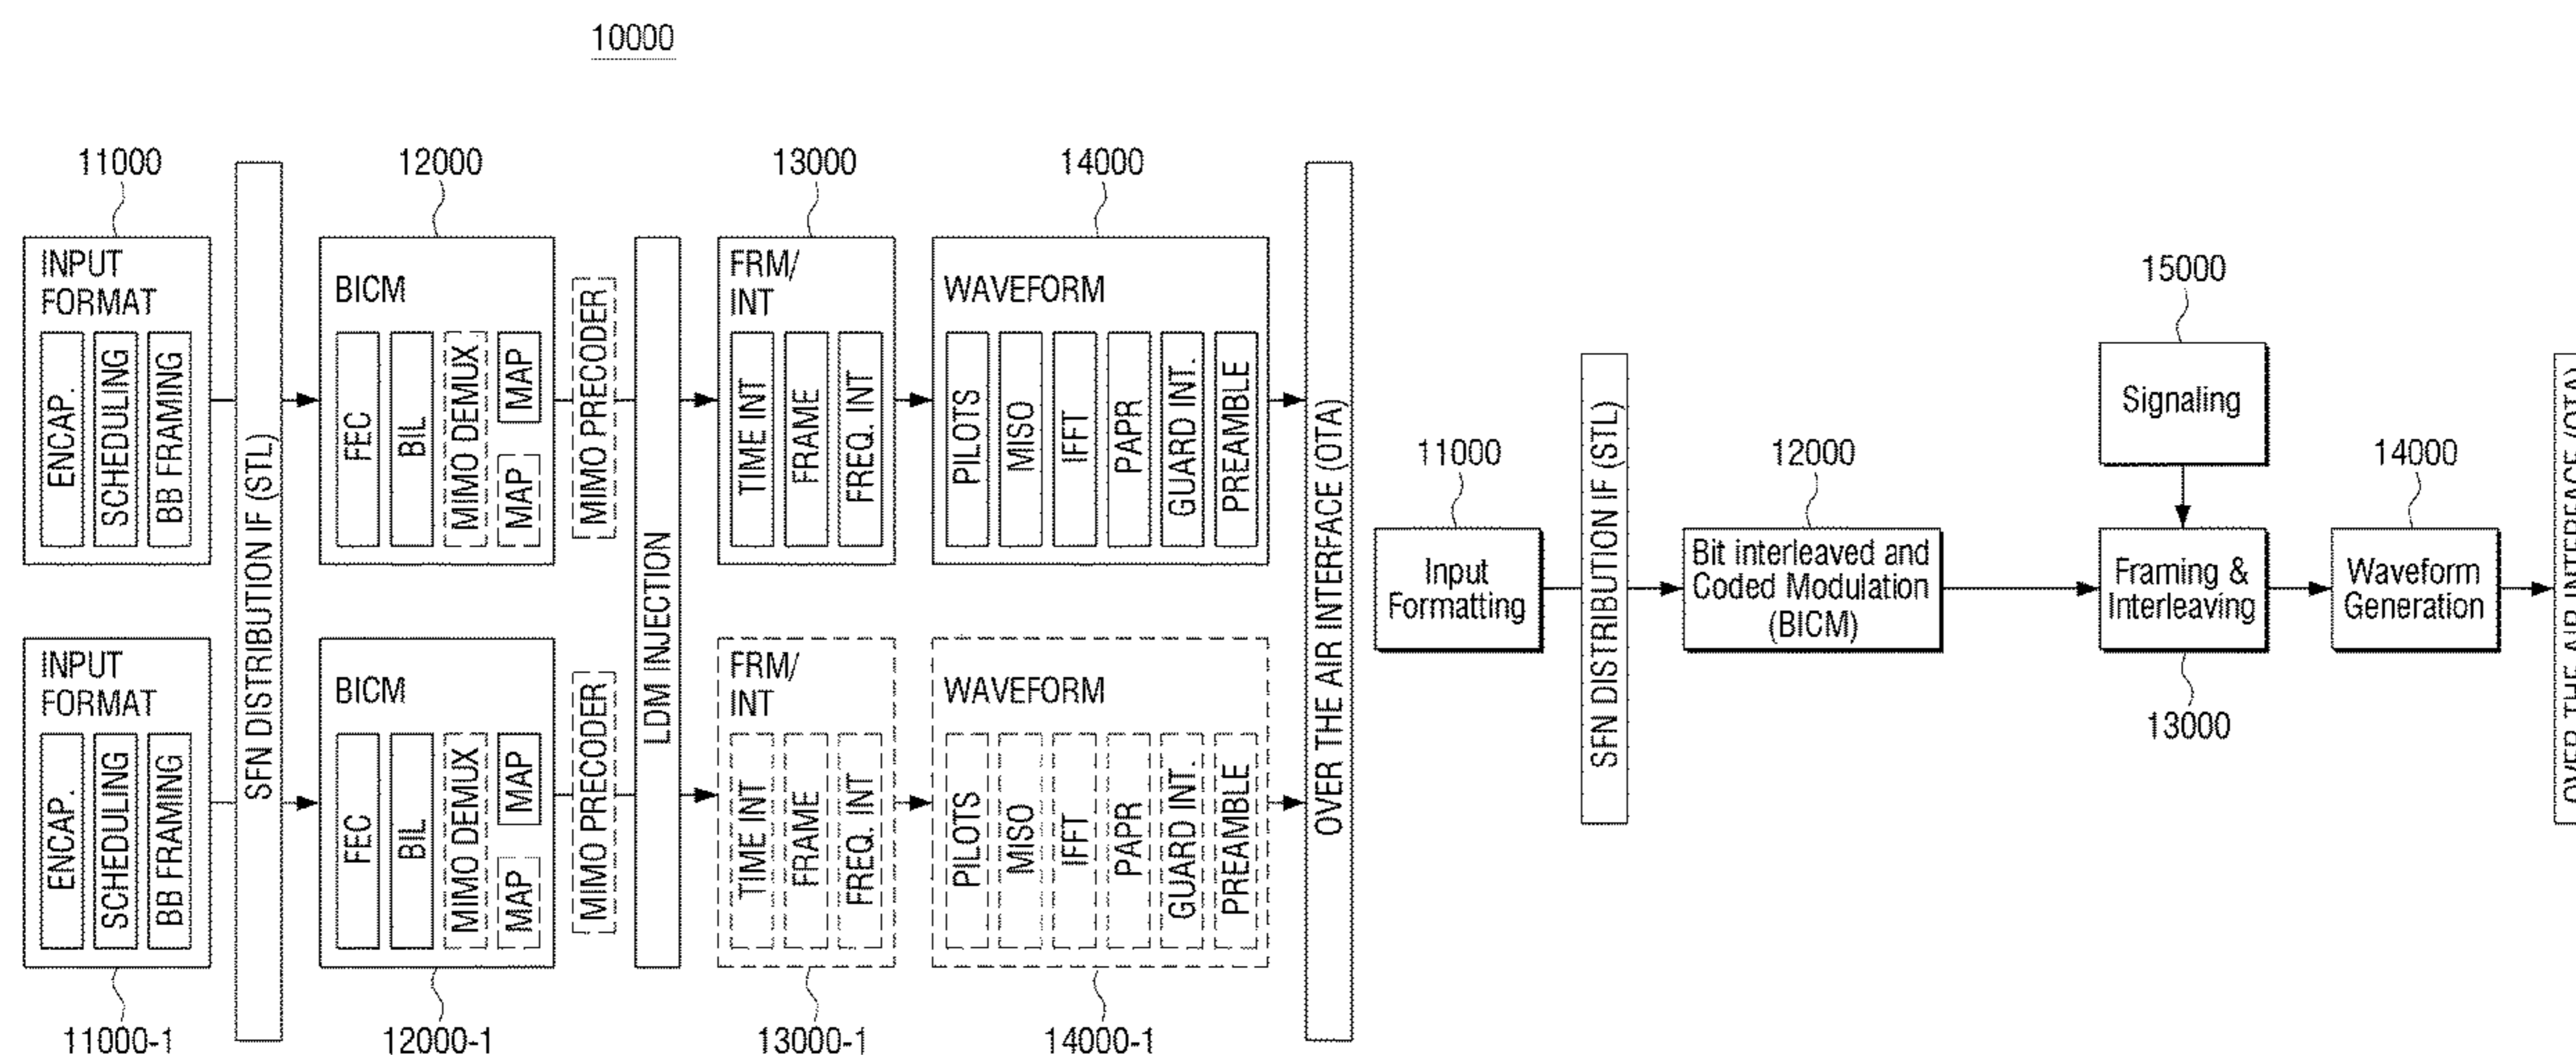 10000
11000
INPUT
FORMAT
ENCAP.
SCHEDULING
BB FRAMING
SFN DISTRIBUTION IF (STL)
12000
BICM
FEC
BIL
MIMO DEMUX
MAP
MAP
MIMO PRECODER
LDM INJECTION
13000
FRM/
INT
TIME INT
FRAME
FREQ. INT
14000
WAVEFORM
PILOTS
MISO
IFFT
PAPR
GUARD INT.
PREAMBLE
OVER THE AIR INTERFACE (OTA)
INPUT
FORMAT
ENCAP.
SCHEDULING
BB FRAMING
11000-1
BICM
FEC
BIL
MIMO DEMUX
MAP
MAP
12000-1
MIMO PRECODER
FRM/
INT
TIME INT
FRAME
FREQ. INT
13000-1
WAVEFORM
PILOTS
MISO
IFFT
PAPR
GUARD INT.
PREAMBLE
14000-1
11000
Input
Formatting
SFN DISTRIBUTION IF (STL)
12000
Bit interleaved and
Coded Modulation
(BICM)
15000
Signaling
Framing &
Interleaving
13000
14000
Waveform
Generation
OVER THE AIR INTERFACE (OTA)